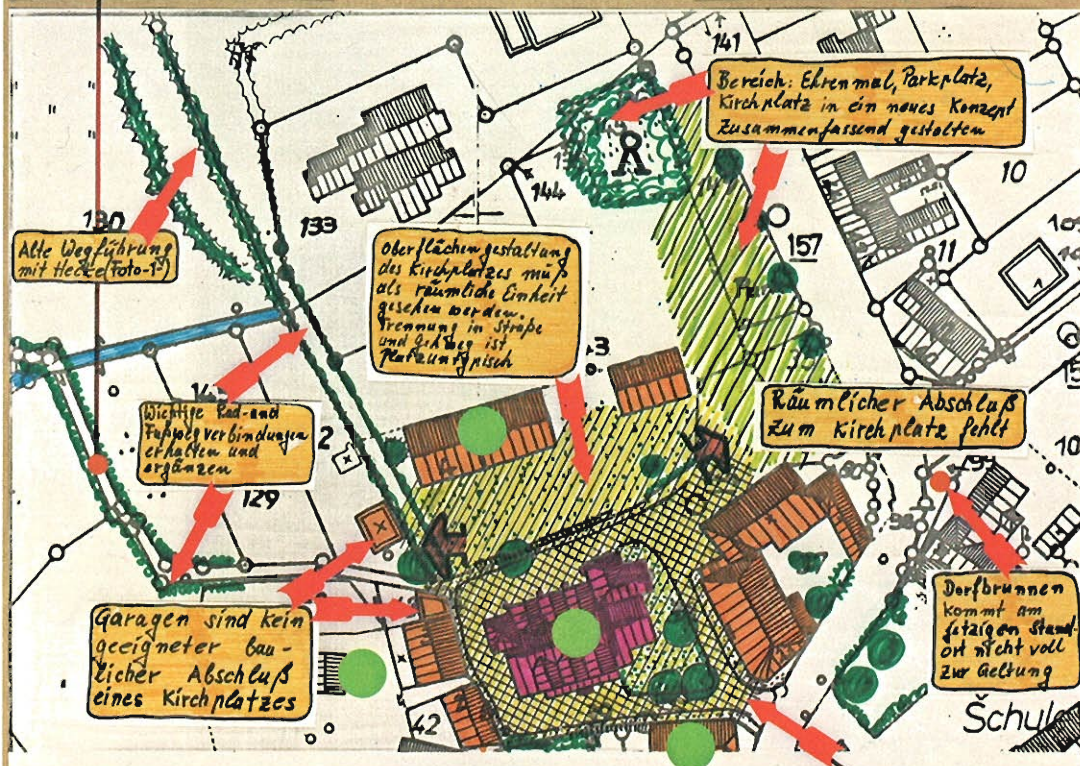 141
Bereich: Ehrenmal, Parkplatz,
Kirchplatz in ein neues Konzept
Zusammenfassend gestalten
10
144
133
130
157
11
Alte Wegführung
mit Hecke (Foto-1-)
Oberflächengestaltung
des Kirchplatzes muß
als räumliche Einheit
gesehen werden.
Trennung in Straße
und Gehweg ist
Platzuntypisch
Wichtige Rad- und
Fußwegverbindungen
erhalten und
ergänzen
129
Räumlicher Abschluß
zum Kirchplatz fehlt
Garagen sind kein
geeigneter bau-
licher Abschluß
eines Kirchplatzes
42
Dorfbrunnen
kommt am
jetzigen Stand-
ort nicht voll
zur Geltung